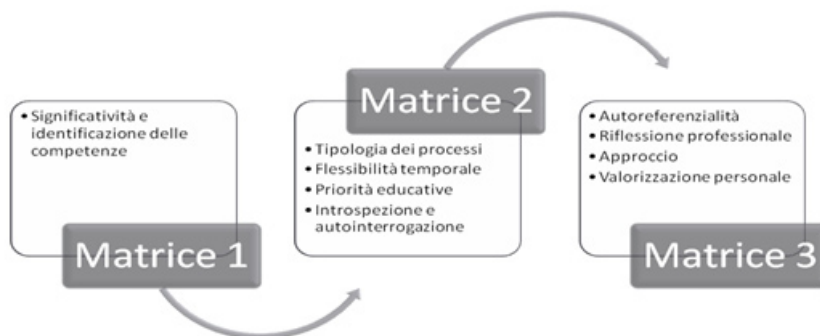 • Significatività e
identificazione delle
competenze
Matrice 1
Matrice 2
• Tipologia dei processi
• Flessibilità temporale
• Priorità educative
• Introspezione e
autointerrogazione
• Autoreferenzialità
• Riflessione professionale
• Approccio
• Valorizzazione personale
Matrice 3